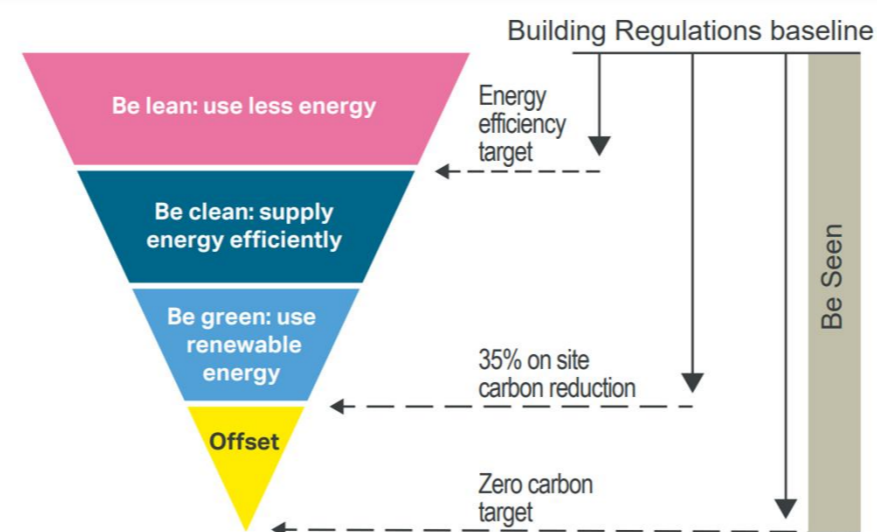 Building Regulations baseline
Be lean: use less energy
Energy
efficiency
target
Be clean: supply
energy efficiently
Be green: use
renewable
energy
35% on site
carbon reduction
Offset
Zero carbon
target
Be Seen